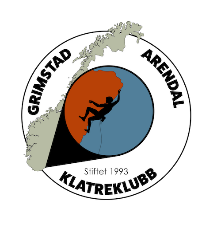 GRIMSTAD
ARENDAL
Stiftet 1993
KLATREKLUBB